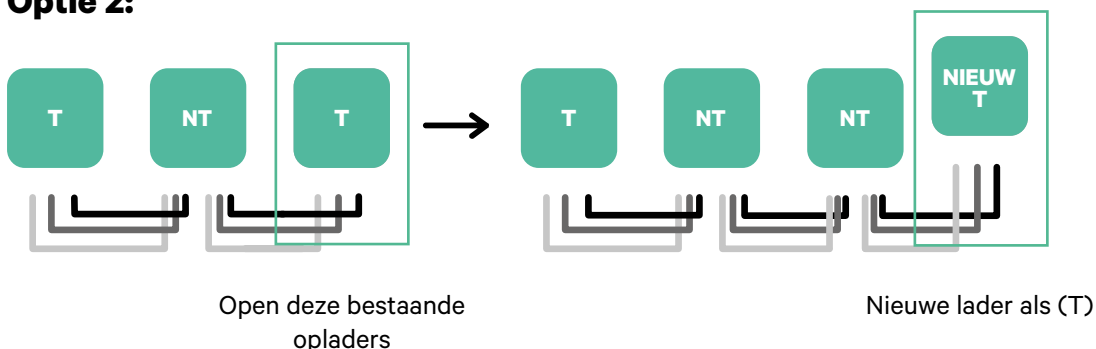 Optie 2:
T
NT
T
T
NT
NT
NIEUW
T
Open deze bestaande
opladers
Nieuwe lader als (T)